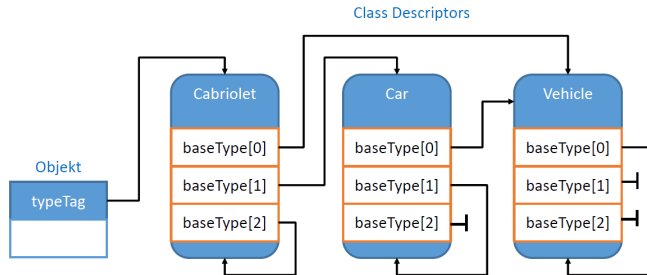 Class Descriptors
Cabriolet
Car
Vehicle
baseType[0]
baseType[0]
baseType[0]
Objekt
baseType[1]
baseType[1]
baseType[1]
typeTag
baseType[2]
baseType[2]
baseType[2]